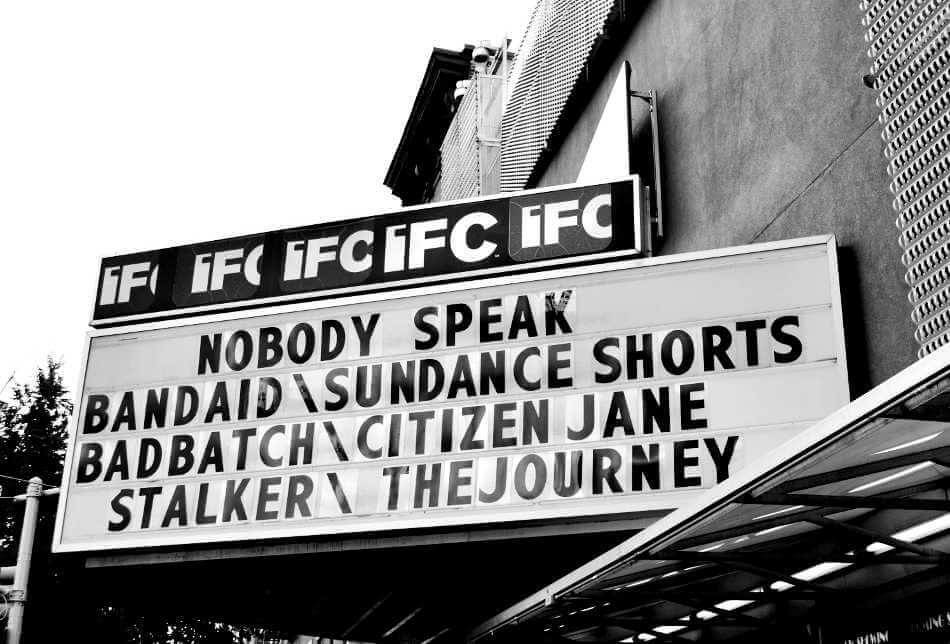 iFC iFC iFC iFC iFC
NOBODY SPEAK
BANDAID\SUNDANCE SHORTS
BADBATCH\CITIZEN JANE
STALKER\ THEJOURNEY